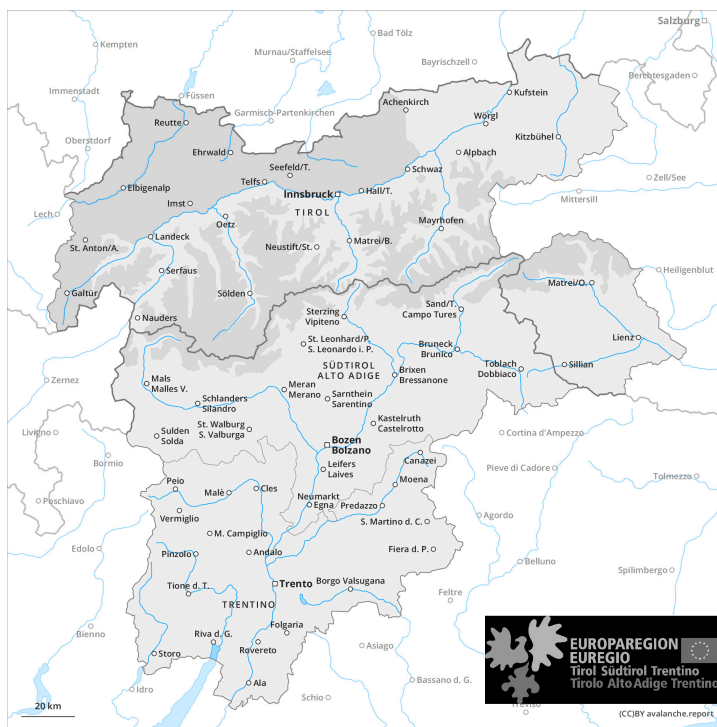 Salzburg
Kempten
Bad Tölz
Murnau/Staffelsee
Bayrischzell
Berchtesgaden
Immenstadt
Füssen
Kufstein
Garmisch-Partenkirchen
Achenkirch
Wörgl
Reutte
Oberstdorf
Kitzbühel
Ehrwald
Alpbach
Seefeld/T.
Schwaz
Telfs
Zell/See
Elbigenalp
Innsbruck
Hall/T.
Mittersill
Imst
TIROL
Lech
Oetz
Mayrhofen
Landeck
Neustift/St.
Matrei/B.
St. Anton/A.
Serfaus
Heiligenblut
Matrei/O.
Galtür
Sölden
Sand/T.
Campo Tures
Nauders
Sterzing
Vipiteno
Lienz
St. Leonhard/P.
S. Leonardo i. P.
Bruneck
Brunico
SÜDTIROL
ALTO ADIGE
Toblach
Dobbiaco
Sillian
Brixen
Bressanone
Zernez
Mals
Malles V.
Meran
Merano
Schlanders
Silandro
Sarnthein
Sarentino
Kastelruth
Castelrotto
St. Walburg
S. Valburga
Livigno
Sulden
Solda
Cortina d'Ampezzo
Bozen
Bolzano
Bormio
Canazei
Leifers
Laives
Pieve di Cadore
Tolmezzo
Peio
Moena
Malè
Cles
Neumarkt
Egna
Predazzo
Poschiavo
Vermiglio
Agordo
S. Martino d. C.
M. Campiglio
Edolo
Pinzolo
Andalo
Fiera d. P.
Belluno
Spilimbergo
Tione d. T.
Trento
Borgo Valsugana
Feltre
TRENTINO
Bienno
Riva d. G.
Folgaria
Rovereto
Asiago
Storo
EUROPAREGION
EUREGIO
Tirol Südtirol Trentino
Tirolo Alto Adige Trentino
Idro
Ala
Bassano d. G.
Schio
Treviso
20 km
(CC)BY avalanche.report